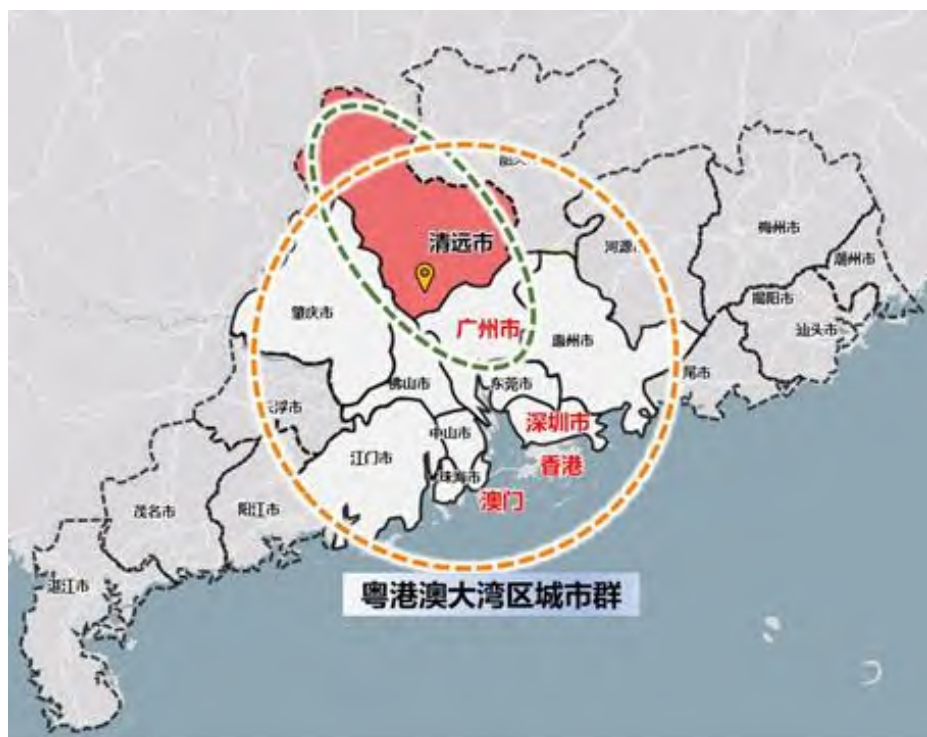 清远市
河源
梅州市
潮州市
肇庆市
广州市
惠州市
揭阳市
汕头市
佛山市
东莞市
尾市
浮市
深圳市
中山市
江门市
香港
珠海市
澳门
茂名市
阳江市
湛江市
粤港澳大湾区城市群